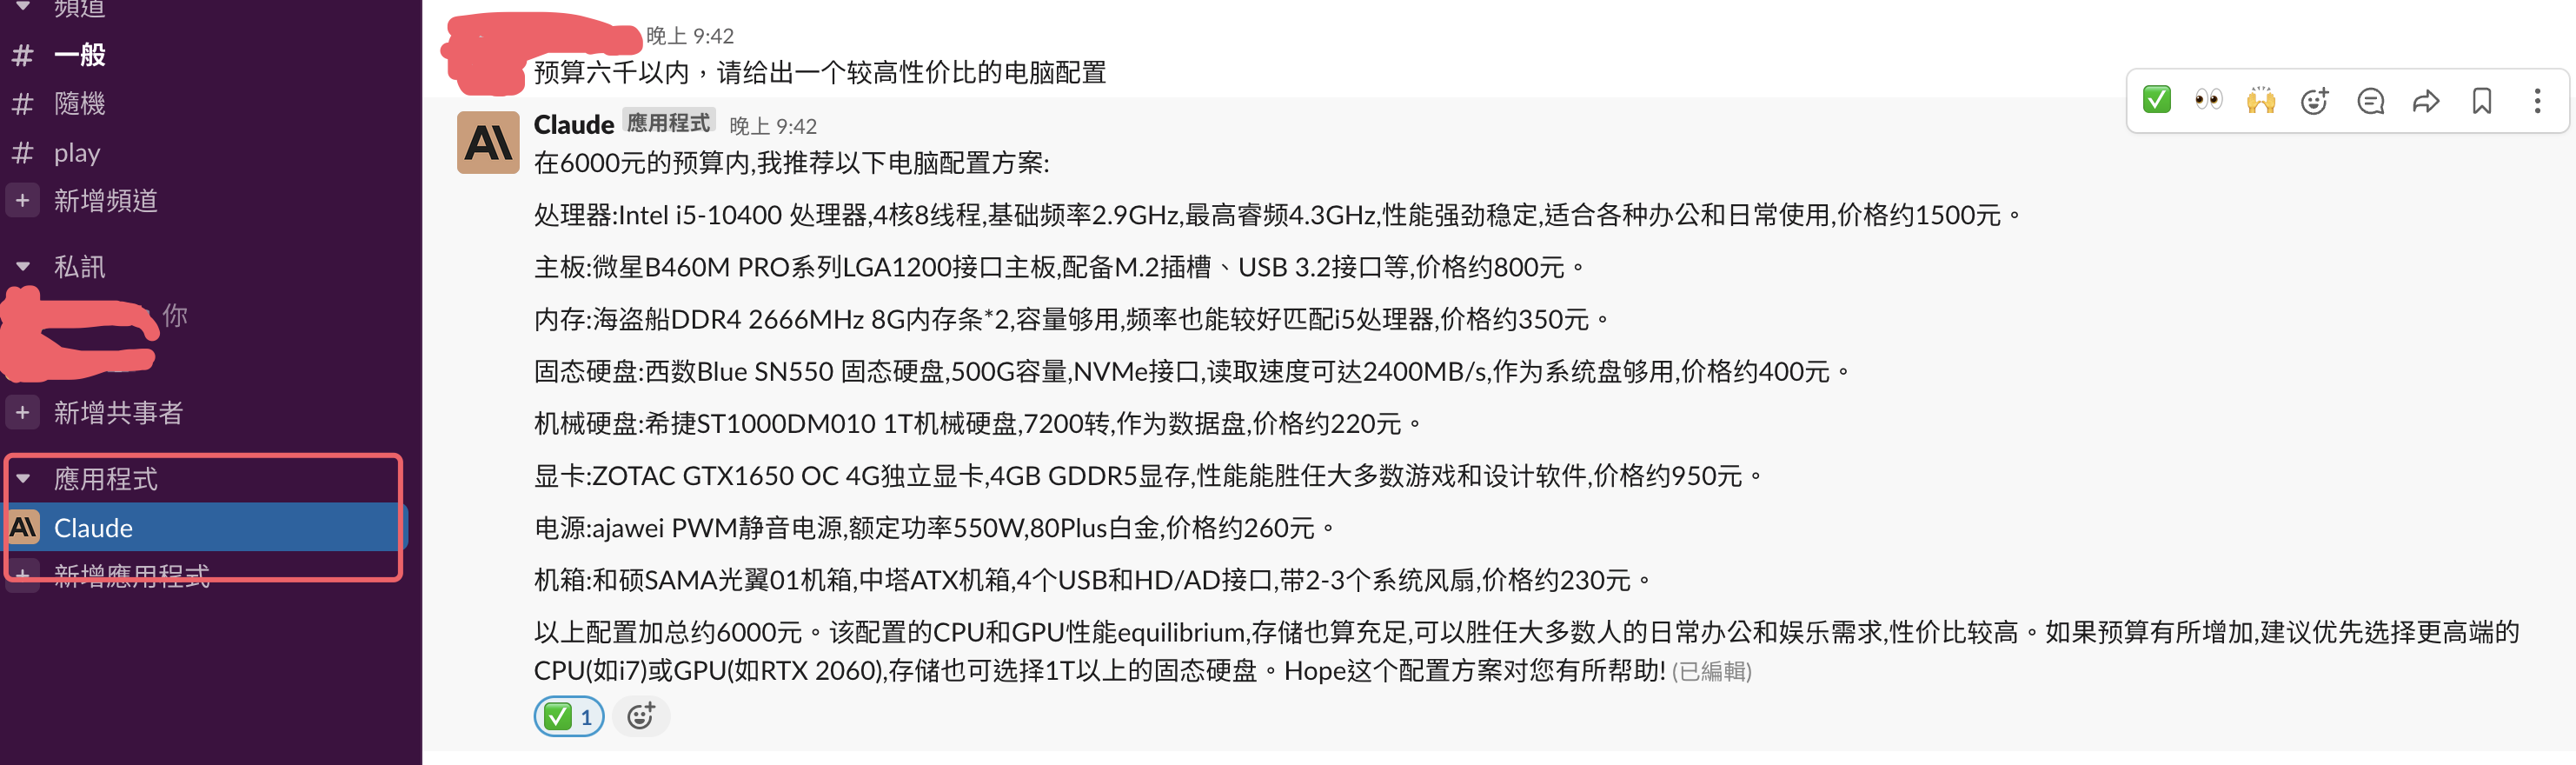 頻道
# 一般
# 隨機
# play
+ 新增頻道
私訊
你
+ 新增共事者
應用程式
Claude
+ 新增應用程式
晚上 9:42
预算六千以内，请给出一个较高性价比的电脑配置
Claude 應用程式 晚上 9:42
在6000元的预算内,我推荐以下电脑配置方案:
处理器:Intel i5-10400 处理器,4核8线程,基础频率2.9GHz,最高睿频4.3GHz,性能强劲稳定,适合各种办公和日常使用,价格约1500元。
主板:微星B460M PRO系列LGA1200接口主板,配备M.2插槽、USB 3.2接口等,价格约800元。
内存:海盗船DDR4 2666MHz 8G内存条*2,容量够用,频率也能较好匹配i5处理器,价格约350元。
固态硬盘:西数Blue SN550 固态硬盘,500G容量,NVMe接口,读取速度可达2400MB/s,作为系统盘够用,价格约400元。
机械硬盘:希捷ST1000DM010 1T机械硬盘,7200转,作为数据盘,价格约220元。
显卡:ZOTAC GTX1650 OC 4G独立显卡,4GB GDDR5显存,性能能胜任大多数游戏和设计软件,价格约950元。
电源:ajawei PWM静音电源,额定功率550W,80Plus白金,价格约260元。
机箱:和硕SAMA光翼01机箱,中塔ATX机箱,4个USB和HD/AD接口,带2-3个系统风扇,价格约230元。
以上配置加总约6000元。该配置的CPU和GPU性能equilibrium,存储也算充足,可以胜任大多数人的日常办公和娱乐需求,性价比较高。如果预算有所增加,建议优先选择更高端的
CPU(如i7)或GPU(如RTX 2060),存储也可选择1T以上的固态硬盘。Hope这个配置方案对您有所帮助! (已編輯)
1